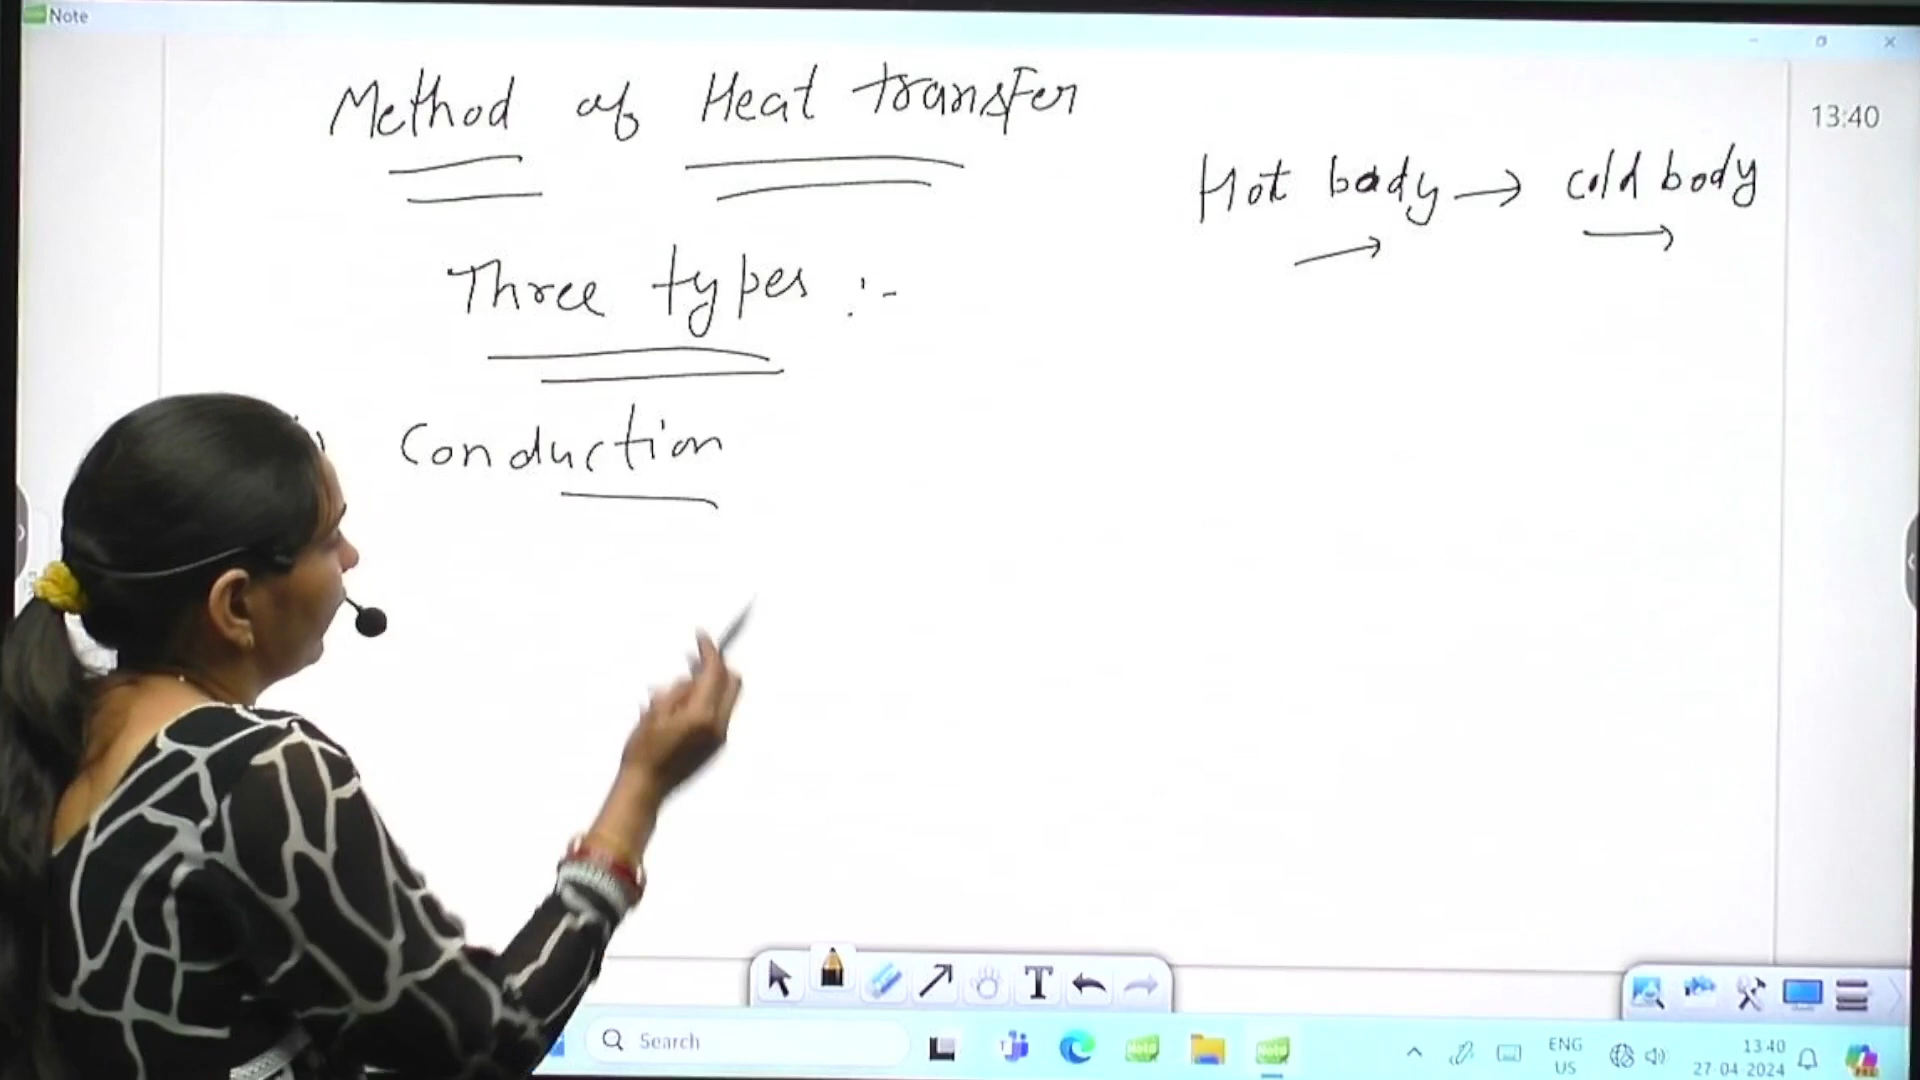 Note
Method of Heat transfer
13:40
Hot body → cold body
Three types :-
Conduction
T
Search
ENG
US
13:40
27-04-2024